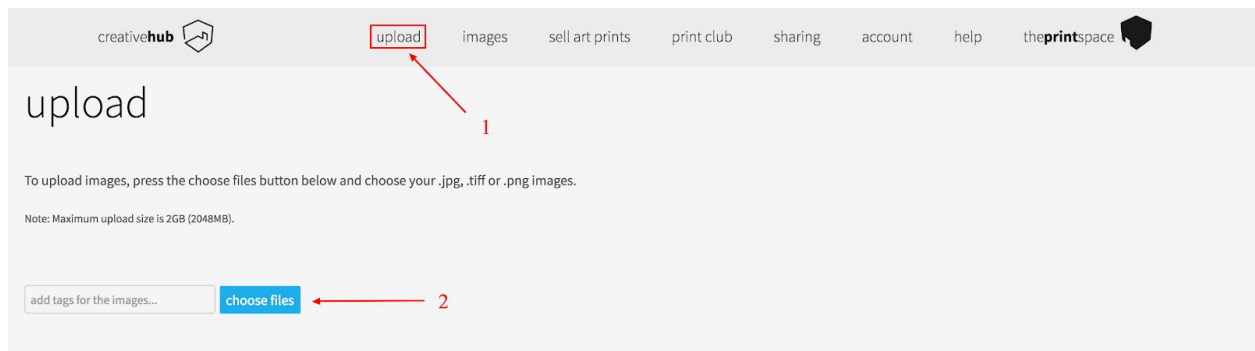 creativehub upload images sell art prints print club sharing account help theprintspace
upload
1
To upload images, press the choose files button below and choose your .jpg, .tiff or .png images.
Note: Maximum upload size is 2GB (2048MB).
add tags for the images... choose files 2